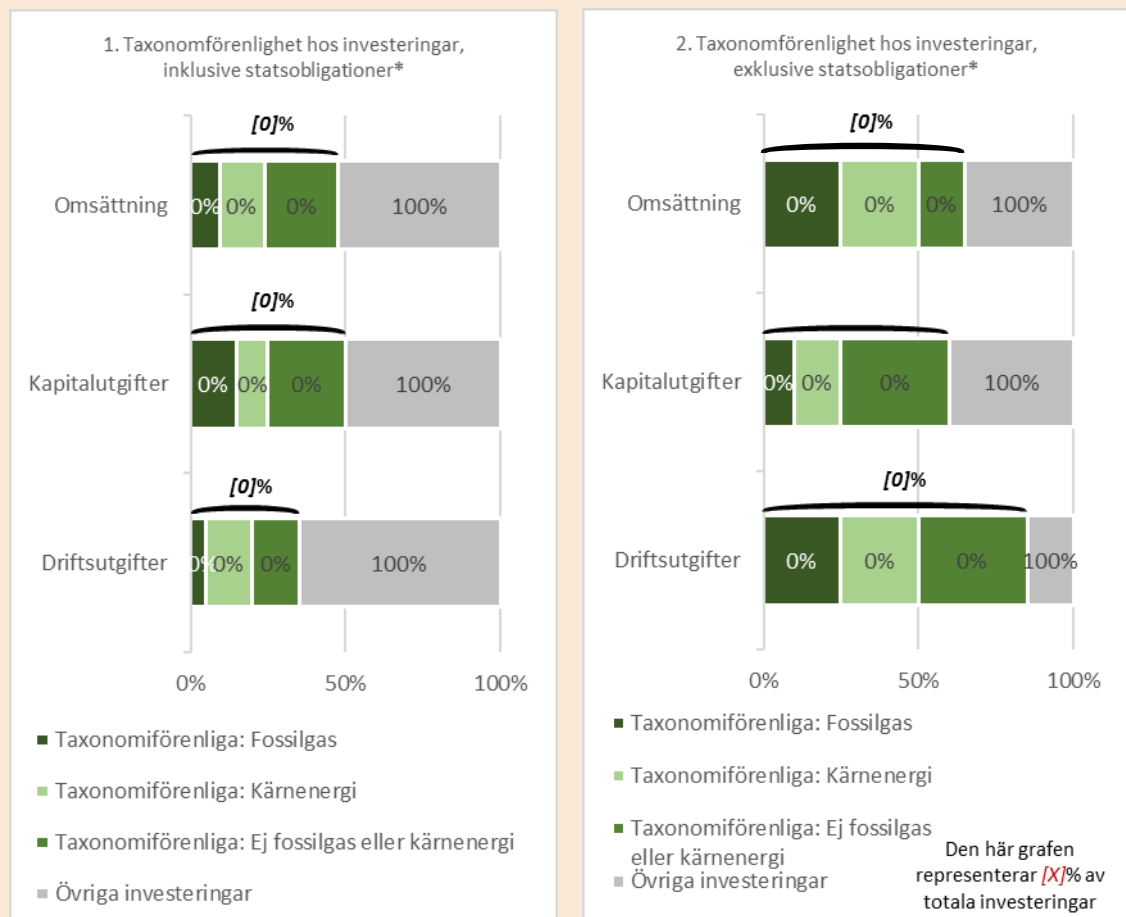 1. Taxonomförenlighet hos investeringar,
inklusive statsobligationer*
[0]%
Omsättning
0% 0% 0% 100%
[0]%
Kapitalutgifter
0% 0% 0% 100%
[0]%
Driftsutgifter
0% 0% 0% 100%
0% 50% 100%
Taxonomiförenliga: Fossilgas
Taxonomiförenliga: Kärnenergi
Taxonomiförenliga: Ej fossilgas eller kärnenergi
Övriga investeringar
2. Taxonomförenlighet hos investeringar,
exklusive statsobligationer*
[0]%
Omsättning
0% 0% 0% 100%
Kapitalutgifter
0% 0% 0% 100%
[0]%
Driftsutgifter
0% 0% 0% 100%
0% 50% 100%
Taxonomiförenliga: Fossilgas
Taxonomiförenliga: Kärnenergi
Taxonomiförenliga: Ej fossilgas
eller kärnenergi
Övriga investeringar
Den här grafen
representerar [X]% av
totala investeringar